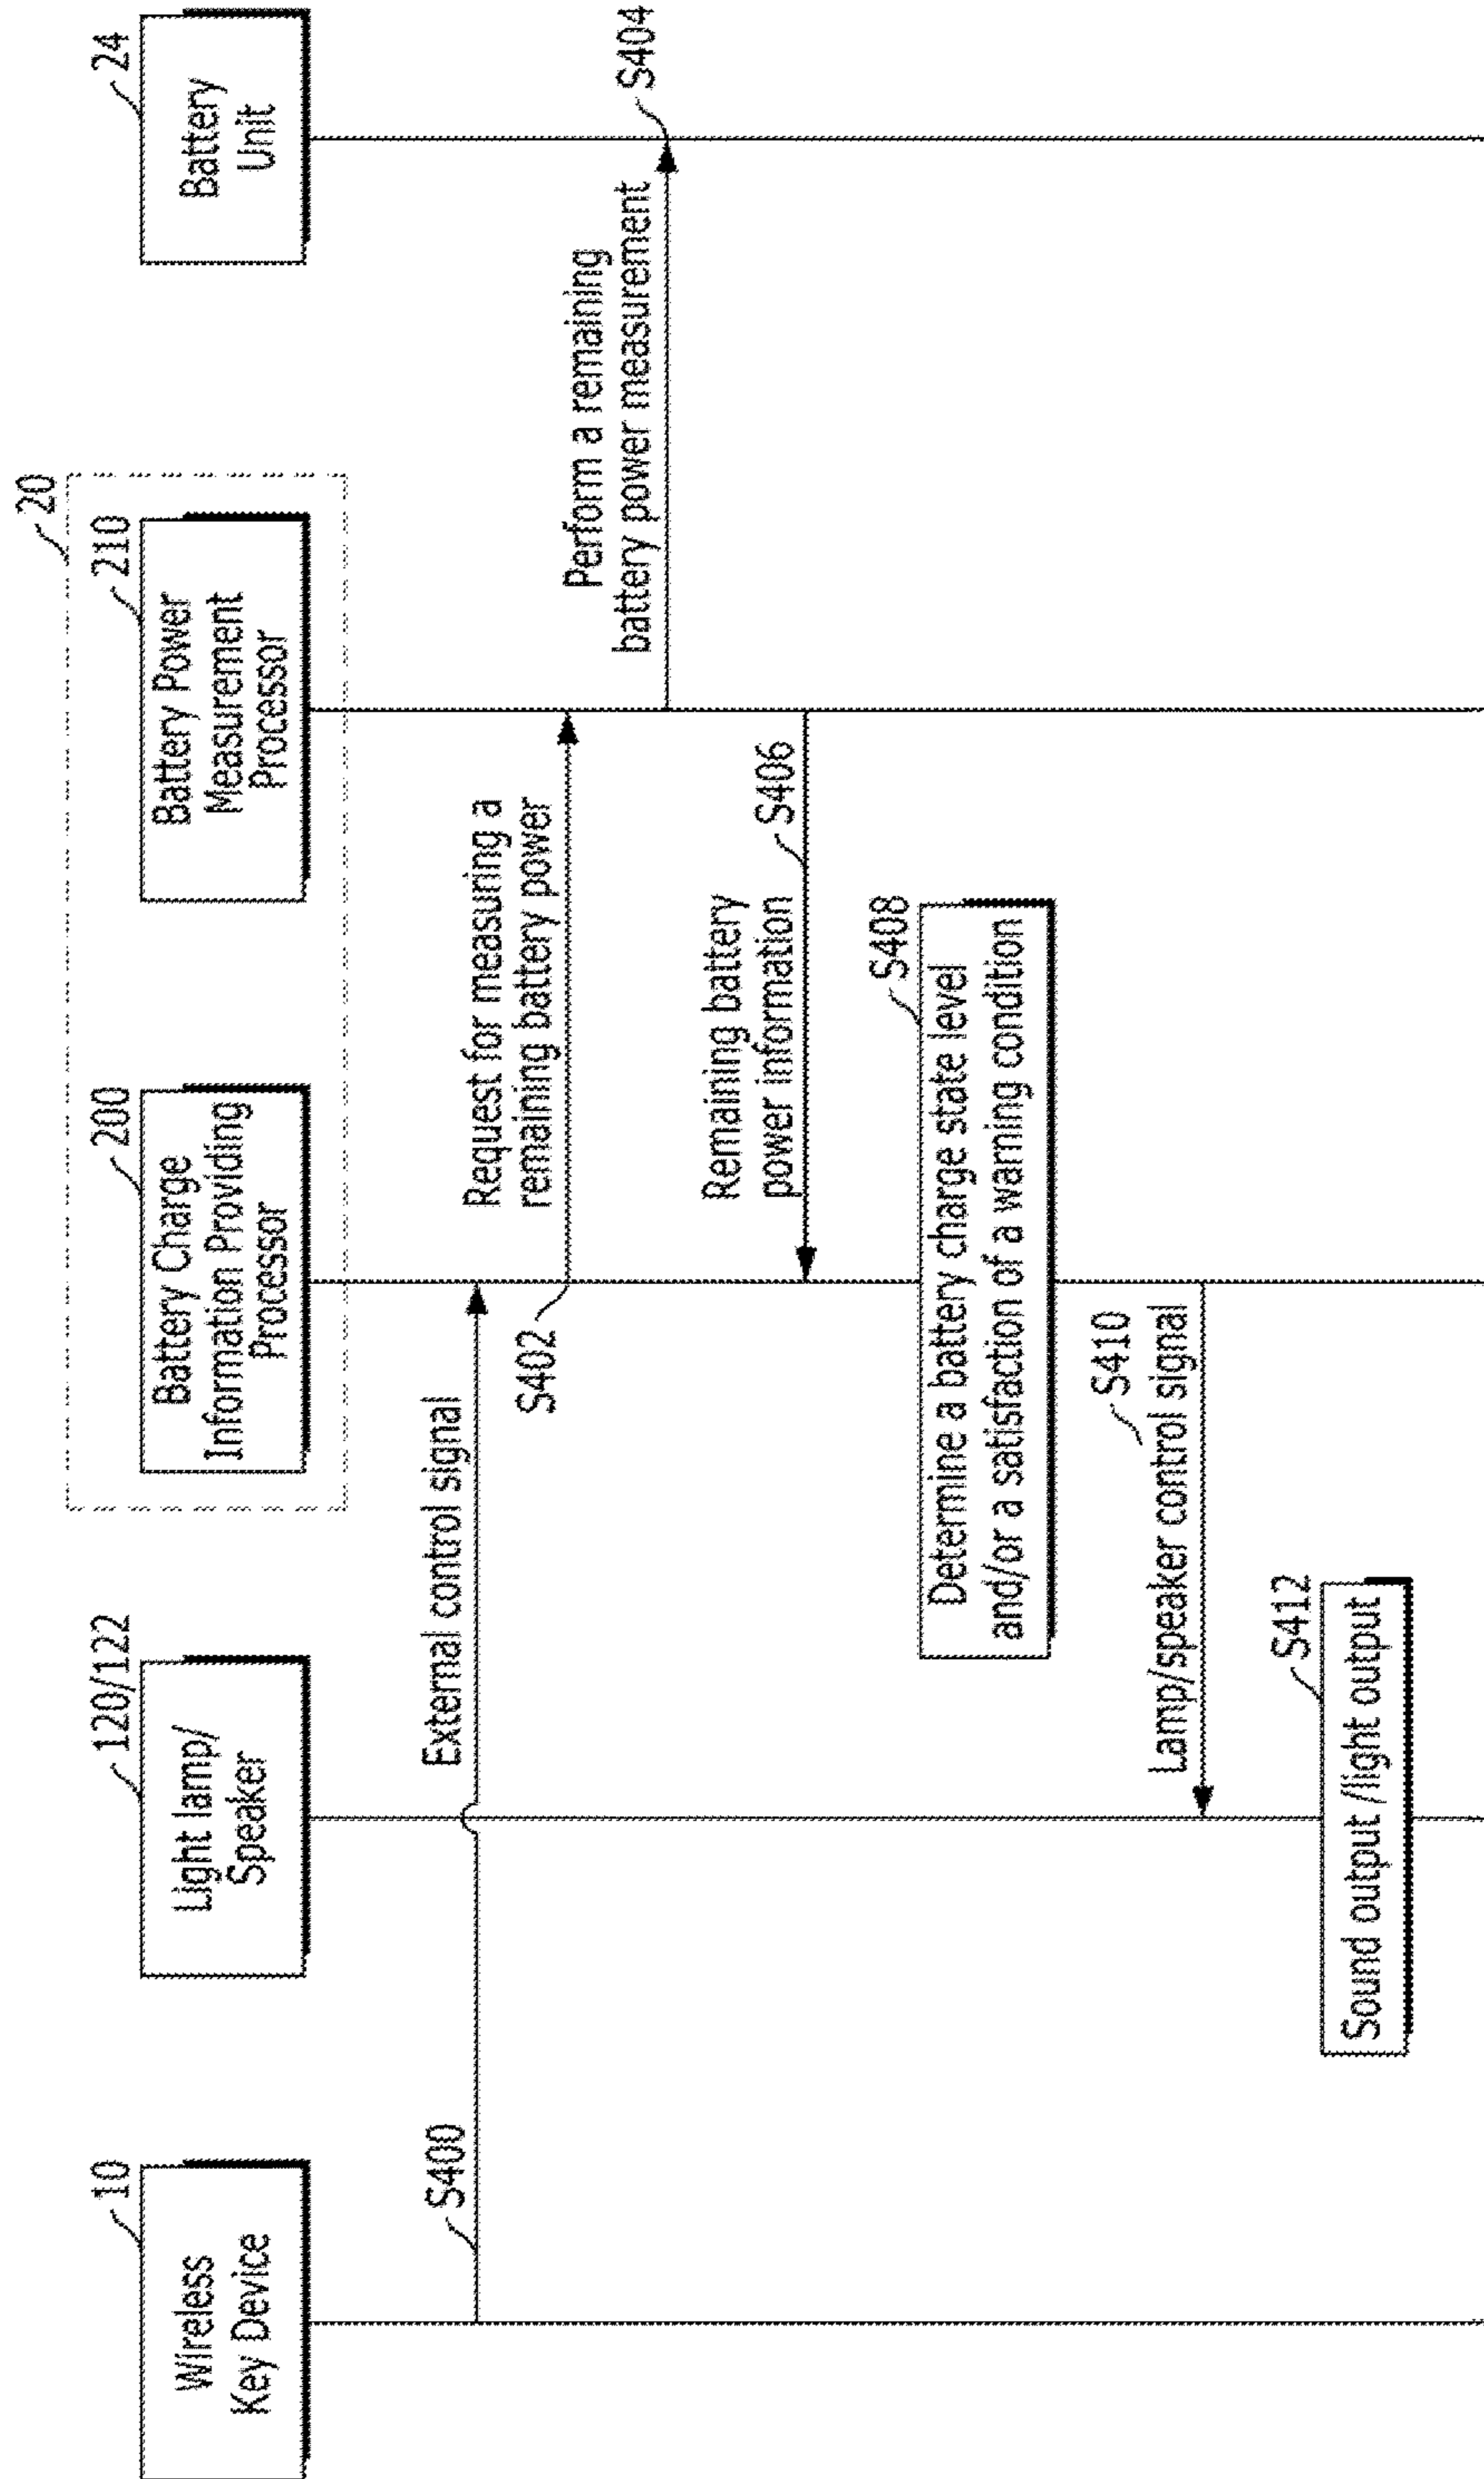 10
Wireless
Key Device
120/122
Light lamp/
Speaker
20
200
Battery Charge
Information Providing
Processor
210
Battery Power
Measurement
Processor
24
Battery
Unit
S400
External control signal
S402
Request for measuring a
remaining battery power
Perform a remaining
battery power measurement
S404
Remaining battery
power information
S406
S408
Determine a battery charge state level
and/or a satisfaction of a warning condition
S410
Lamp/speaker control signal
S412
Sound output /light output